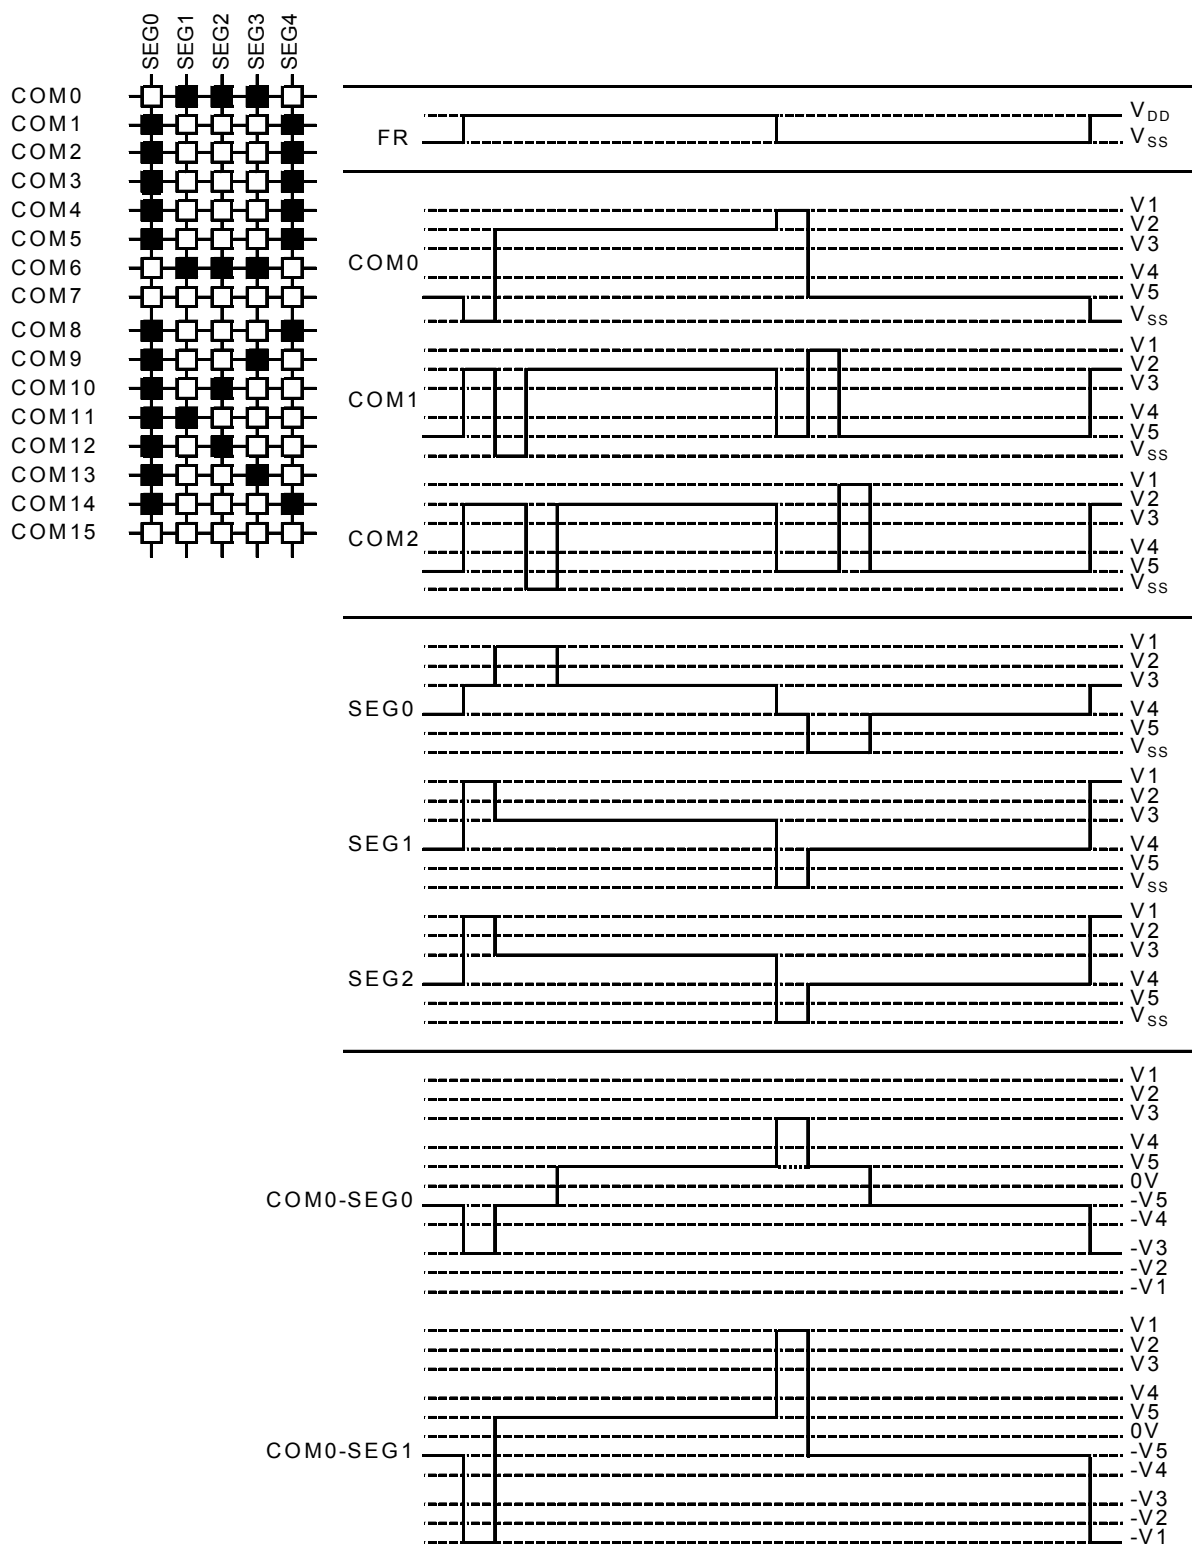 SEG0 SEG1 SEG2 SEG3 SEG4
COM0
COM1
COM2
COM3
COM4
COM5
COM6
COM7
COM8
COM9
COM10
COM11
COM12
COM13
COM14
COM15
FR
VDD
VSS
COM0
V1
V2
V3
V4
V5
VSS
COM1
V1
V2
V3
V4
V5
VSS
COM2
V1
V2
V3
V4
V5
VSS
SEG0
V1
V2
V3
V4
V5
VSS
SEG1
V1
V2
V3
V4
V5
VSS
SEG2
V1
V2
V3
V4
V5
VSS
COM0-SEG0
V1
V2
V3
V4
V5
0V
-V5
-V4
-V3
-V2
-V1
COM0-SEG1
V1
V2
V3
V4
V5
0V
-V5
-V4
-V3
-V2
-V1